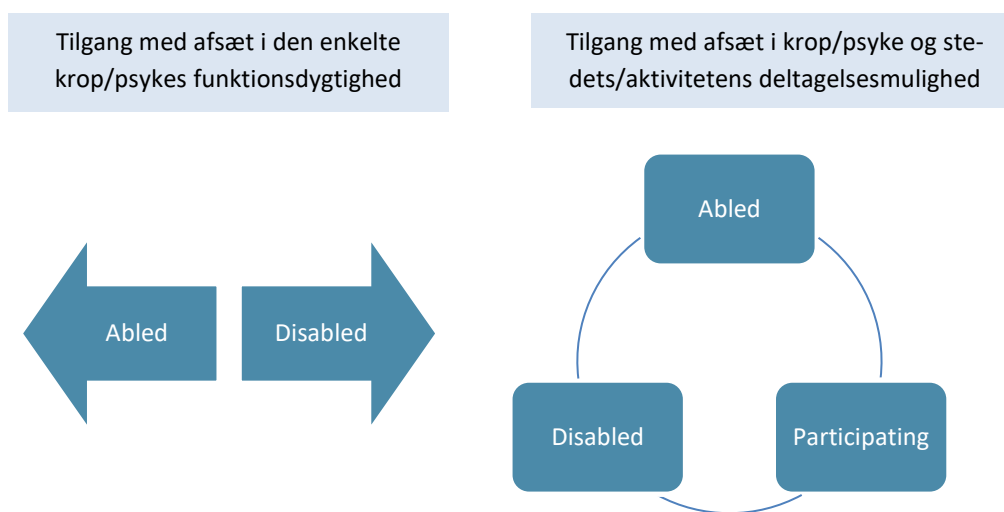 Tilgang med afsæt i den enkelte
krop/psykes funktionsdygtighed
Tilgang med afsæt i krop/psyke og ste-
dets/aktivitetens deltagelsesmulighed
Abled
Disabled
Abled
Disabled
Participating